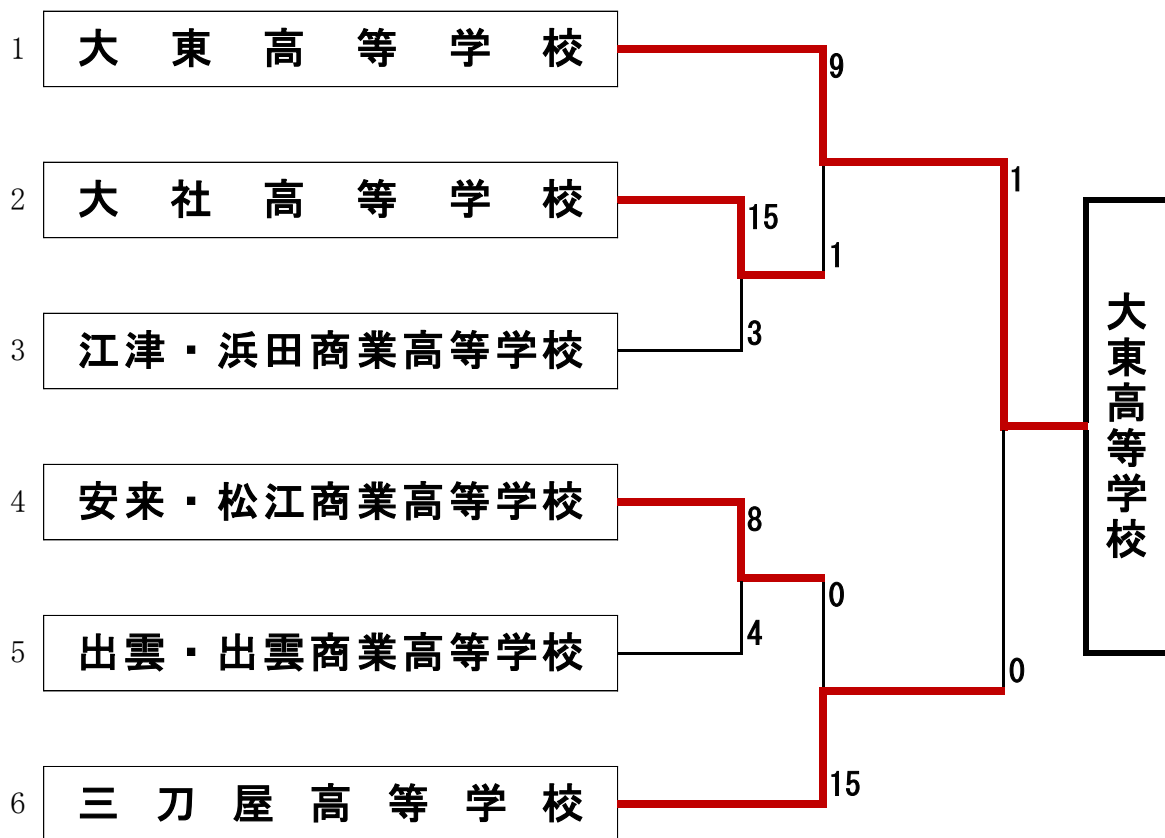 1 大東高等学校
9
1
2 大社高等学校
15
1
大東高等学校
3 江津・浜田商業高等学校
3
4 安来・松江商業高等学校
8
0
5 出雲・出雲商業高等学校
4
0
6 三刀屋高等学校
15